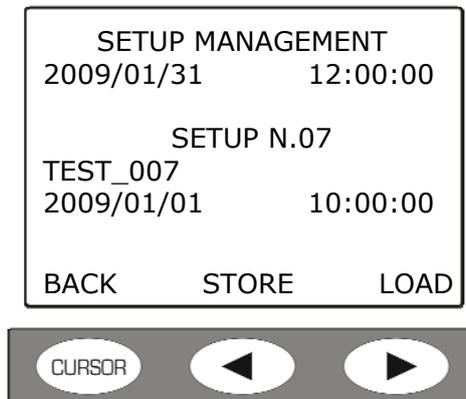 SETUP MANAGEMENT
2009/01/31 12:00:00
SETUP N.07
TEST_007
2009/01/01 10:00:00
BACK STORE LOAD
CURSOR